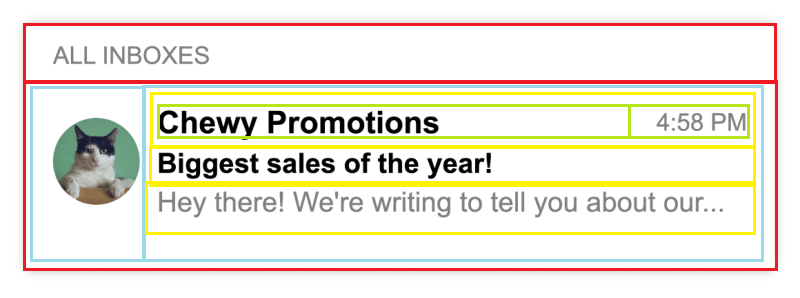 ALL INBOXES
Chewy Promotions 4:58 PM
Biggest sales of the year!
Hey there! We're writing to tell you about our...